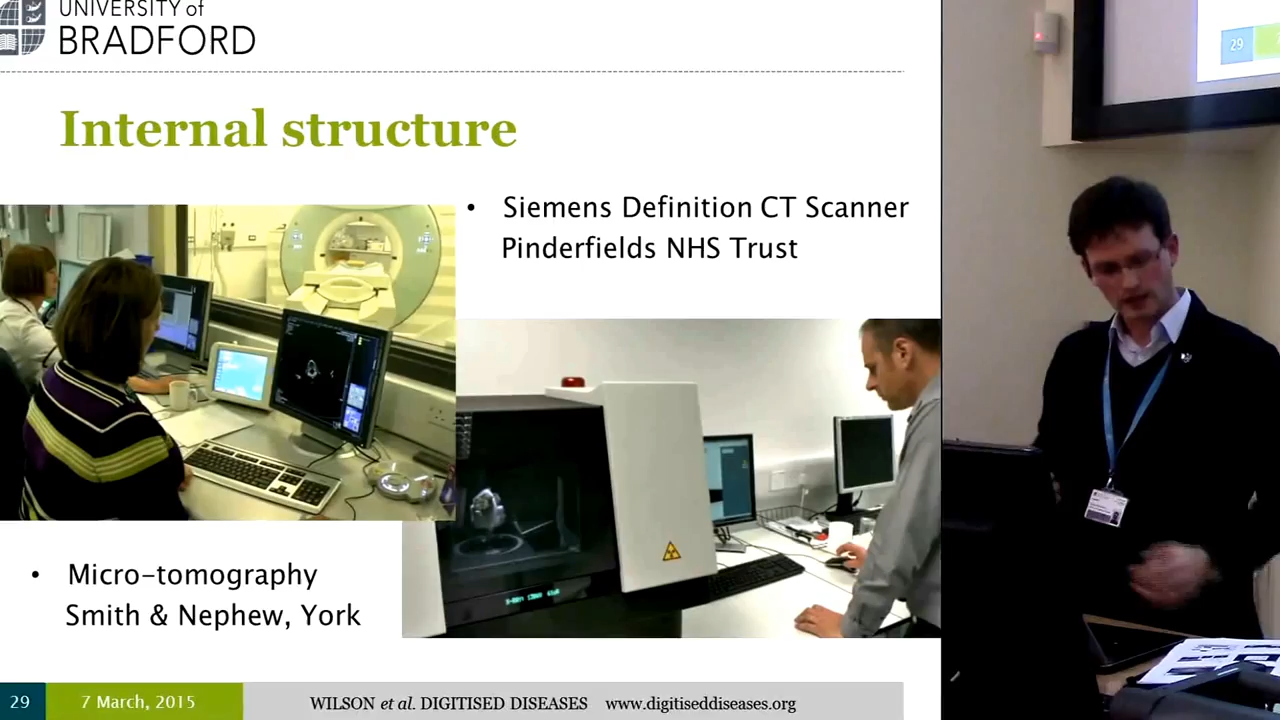 UNIVERSITY of
BRADFORD
Internal structure
• Siemens Definition CT Scanner
Pinderfields NHS Trust
• Micro-tomography
Smith & Nephew, York
29
7 March, 2015
WILSON et al. DIGITISED DISEASES www.digitiseddiseases.org
29